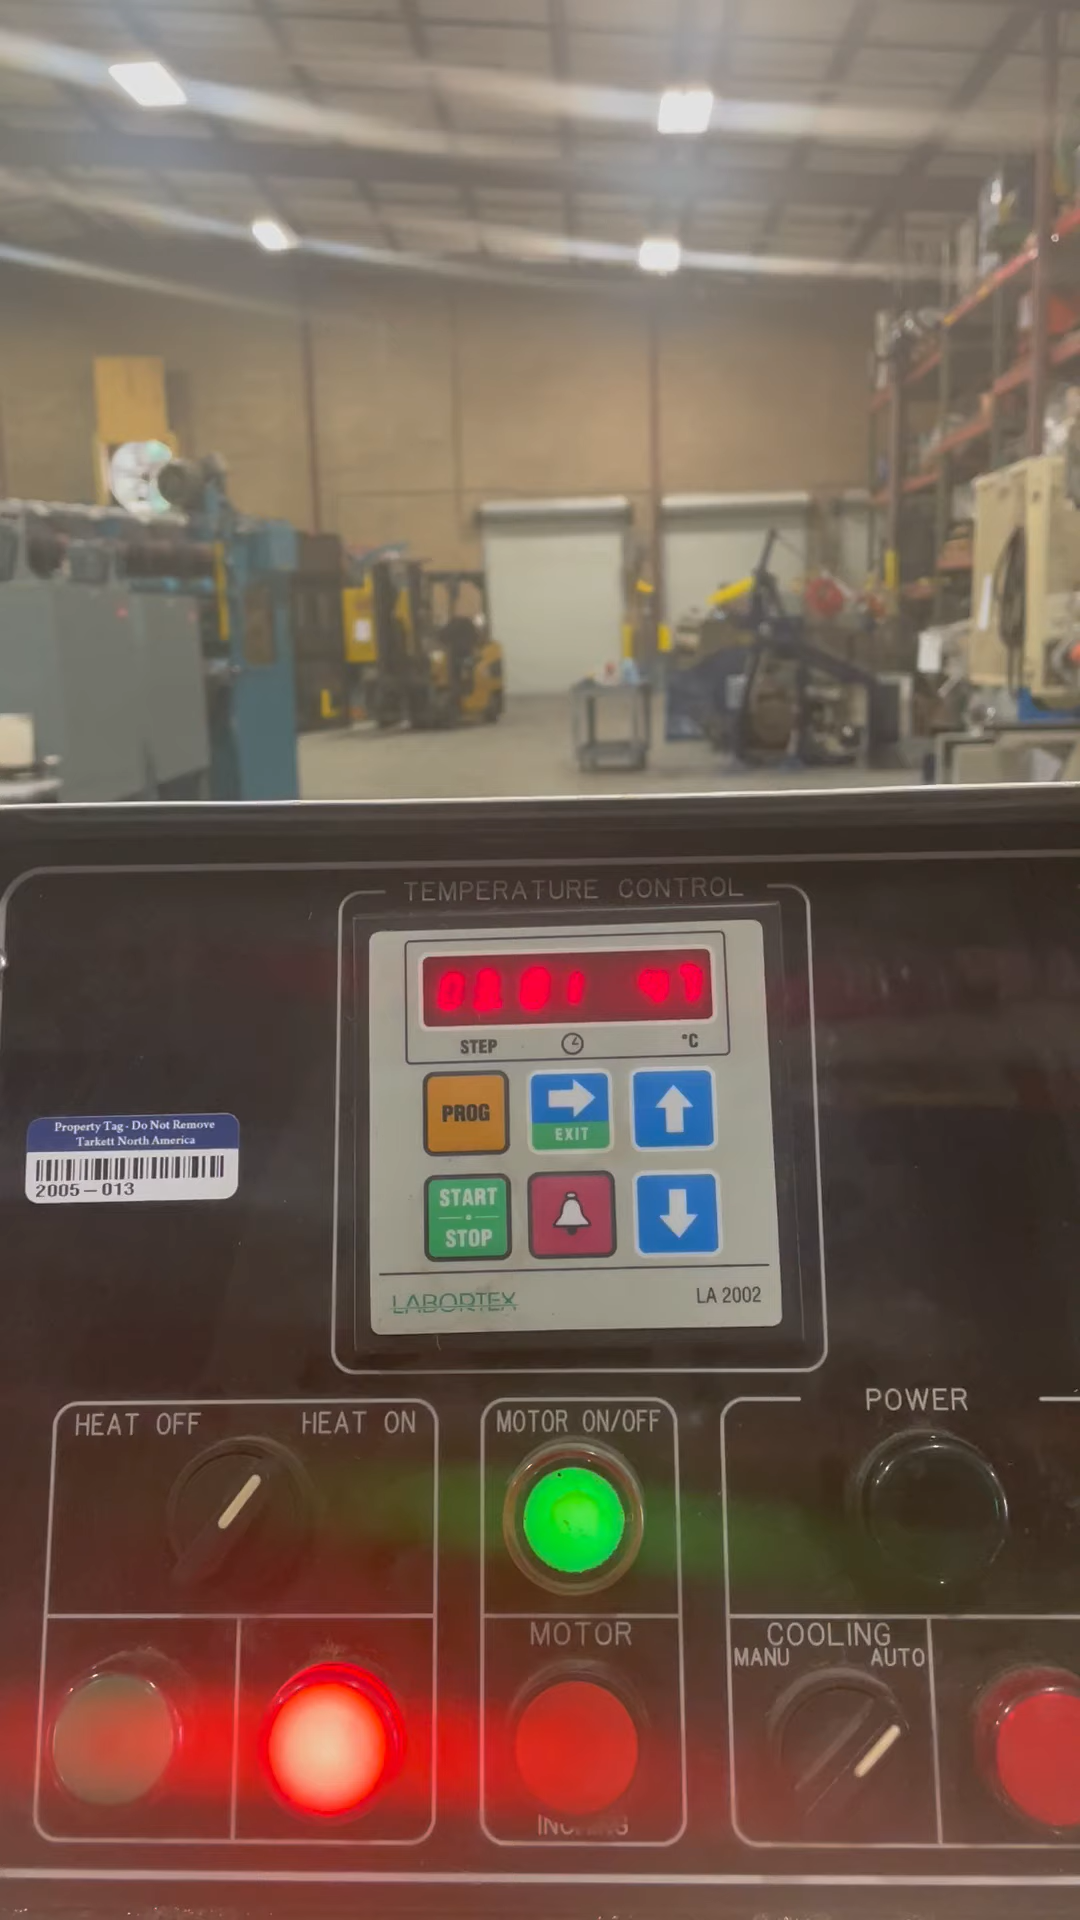 TEMPERATURE CONTROL
STEP
°C
PROG
EXIT
START
STOP
LABORTEX
LA 2002
Property Tag - Do Not Remove
Tarkett North America
2005-013
HEAT OFF
HEAT ON
MOTOR ON/OFF
POWER
MOTOR
COOLING
MANU
AUTO